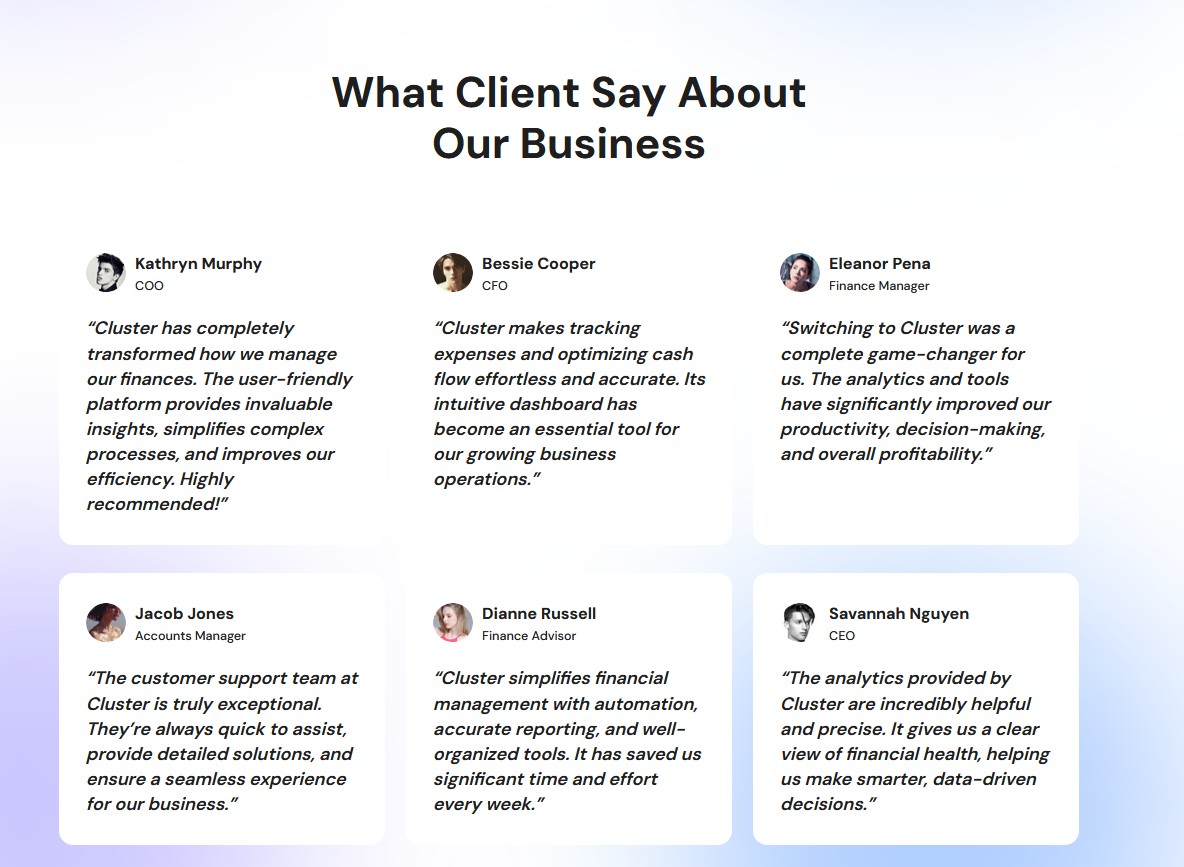 What Client Say About
Our Business
Kathryn Murphy
COO
“Cluster has completely
transformed how we manage
our finances. The user-friendly
platform provides invaluable
insights, simplifies complex
processes, and improves our
efficiency. Highly
recommended!”
Bessie Cooper
CFO
“Cluster makes tracking
expenses and optimizing cash
flow effortless and accurate. Its
intuitive dashboard has
become an essential tool for
our growing business
operations.”
Eleanor Pena
Finance Manager
“Switching to Cluster was a
complete game-changer for
us. The analytics and tools
have significantly improved our
productivity, decision-making,
and overall profitability.”
Jacob Jones
Accounts Manager
“The customer support team at
Cluster is truly exceptional.
They’re always quick to assist,
provide detailed solutions, and
ensure a seamless experience
for our business.”
Dianne Russell
Finance Advisor
“Cluster simplifies financial
management with automation,
accurate reporting, and well-
organized tools. It has saved us
significant time and effort
every week.”
Savannah Nguyen
CEO
“The analytics provided by
Cluster are incredibly helpful
and precise. It gives us a clear
view of financial health, helping
us make smarter, data-driven
decisions.”